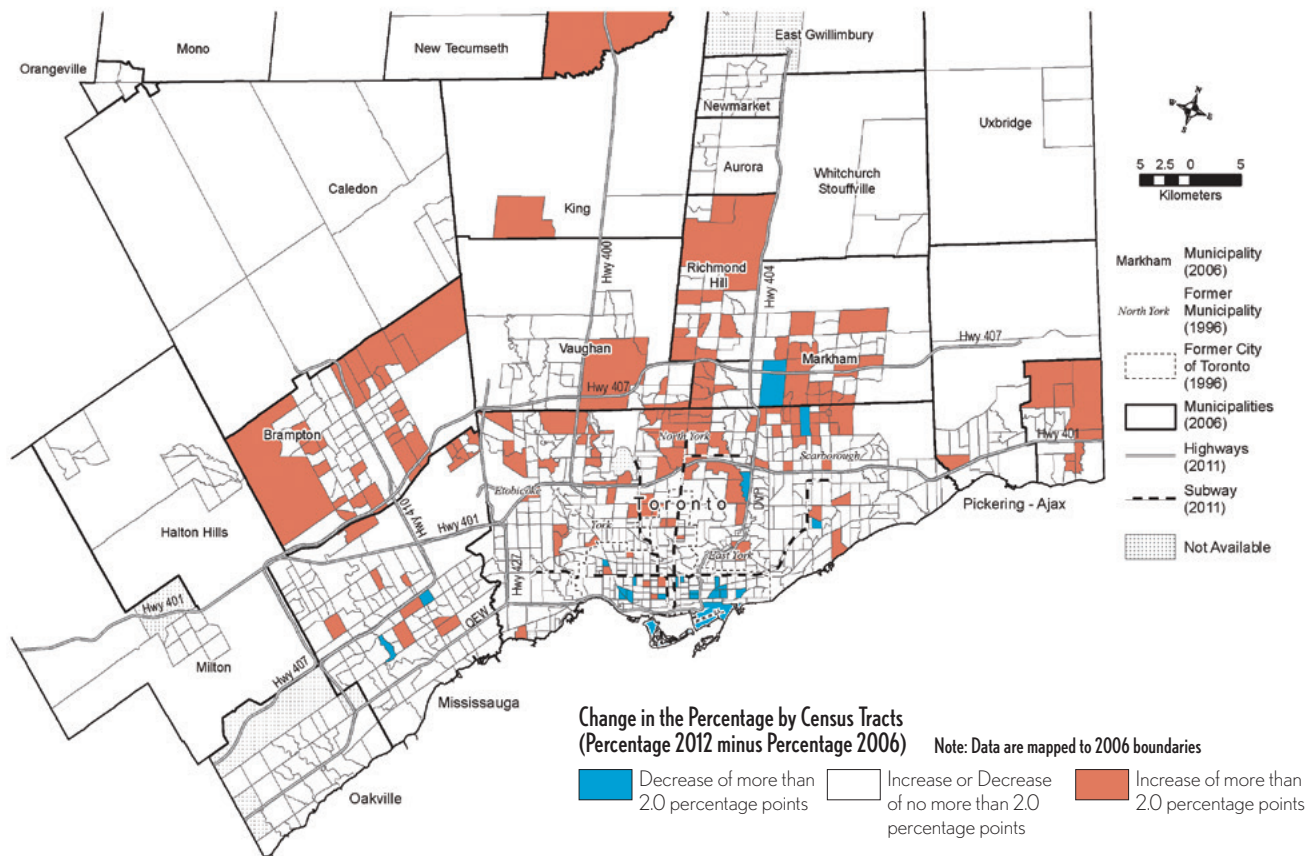 Mono
New Tecumseth
East Gwillimbury
Orangeville
Newmarket
Uxbridge
N
W
E
S
Aurora
Whitchurch
Stouffville
5 2.5 0 5
Kilometers
Caledon
King
Hwy 400
Richmond
Hill
Hwy 404
Markham
Municipality
(2006)
North York
Former
Municipality
(1996)
Former City
of Toronto
(1996)
Municipalities
(2006)
Highways
(2011)
Subway
(2011)
Not Available
Vaughan
Hwy 407
Markham
Hwy 407
Brampton
North York
Scarborough
Hwy 401
Etobicoke
Toronto
DVP
Pickering - Ajax
Hwy 410
Hwy 401
York
East York
Halton Hills
Hwy 427
Hwy 401
QEW
Milton
Hwy 407
Mississauga
Oakville
Change in the Percentage by Census Tracts
(Percentage 2012 minus Percentage 2006)
Note: Data are mapped to 2006 boundaries
Decrease of more than
2.0 percentage points
Increase or Decrease
of no more than 2.0
percentage points
Increase of more than
2.0 percentage points